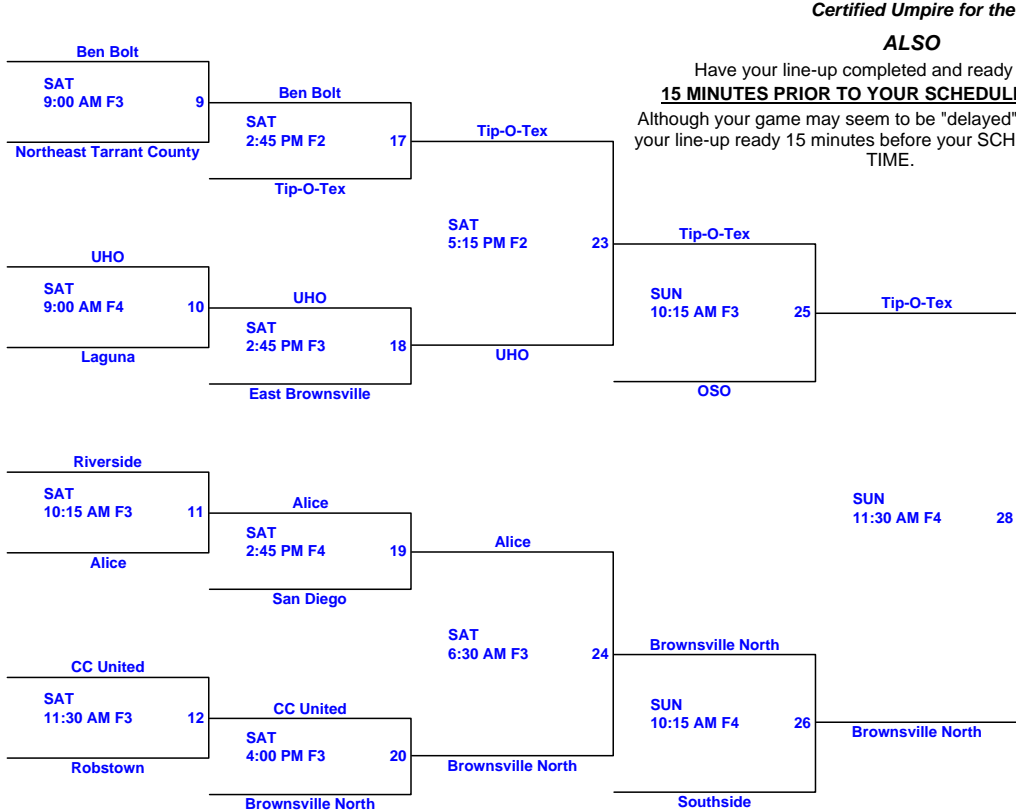 Certified Umpire for the
ALSO
Have your line-up completed and ready
15 MINUTES PRIOR TO YOUR SCHEDUL
Although your game may seem to be "delayed"
your line-up ready 15 minutes before your SCH
TIME.
Ben Bolt
SAT
9:00 AM F3 9
Northeast Tarrant County
Ben Bolt
SAT
2:45 PM F2 17
Tip-O-Tex
Tip-O-Tex
SAT
5:15 PM F2 23
UHO
SAT
9:00 AM F4 10
Laguna
UHO
SAT
2:45 PM F3 18
East Brownsville
UHO
Tip-O-Tex
SUN
10:15 AM F3 25
OSO
Tip-O-Tex
Riverside
SAT
10:15 AM F3 11
Alice
Alice
SAT
2:45 PM F4 19
San Diego
Alice
SAT
6:30 AM F3 24
SUN
11:30 AM F4 28
CC United
SAT
11:30 AM F3 12
Robstown
CC United
SAT
4:00 PM F3 20
Brownsville North
Brownsville North
Brownsville North
SUN
10:15 AM F4 26
Southside
Brownsville North